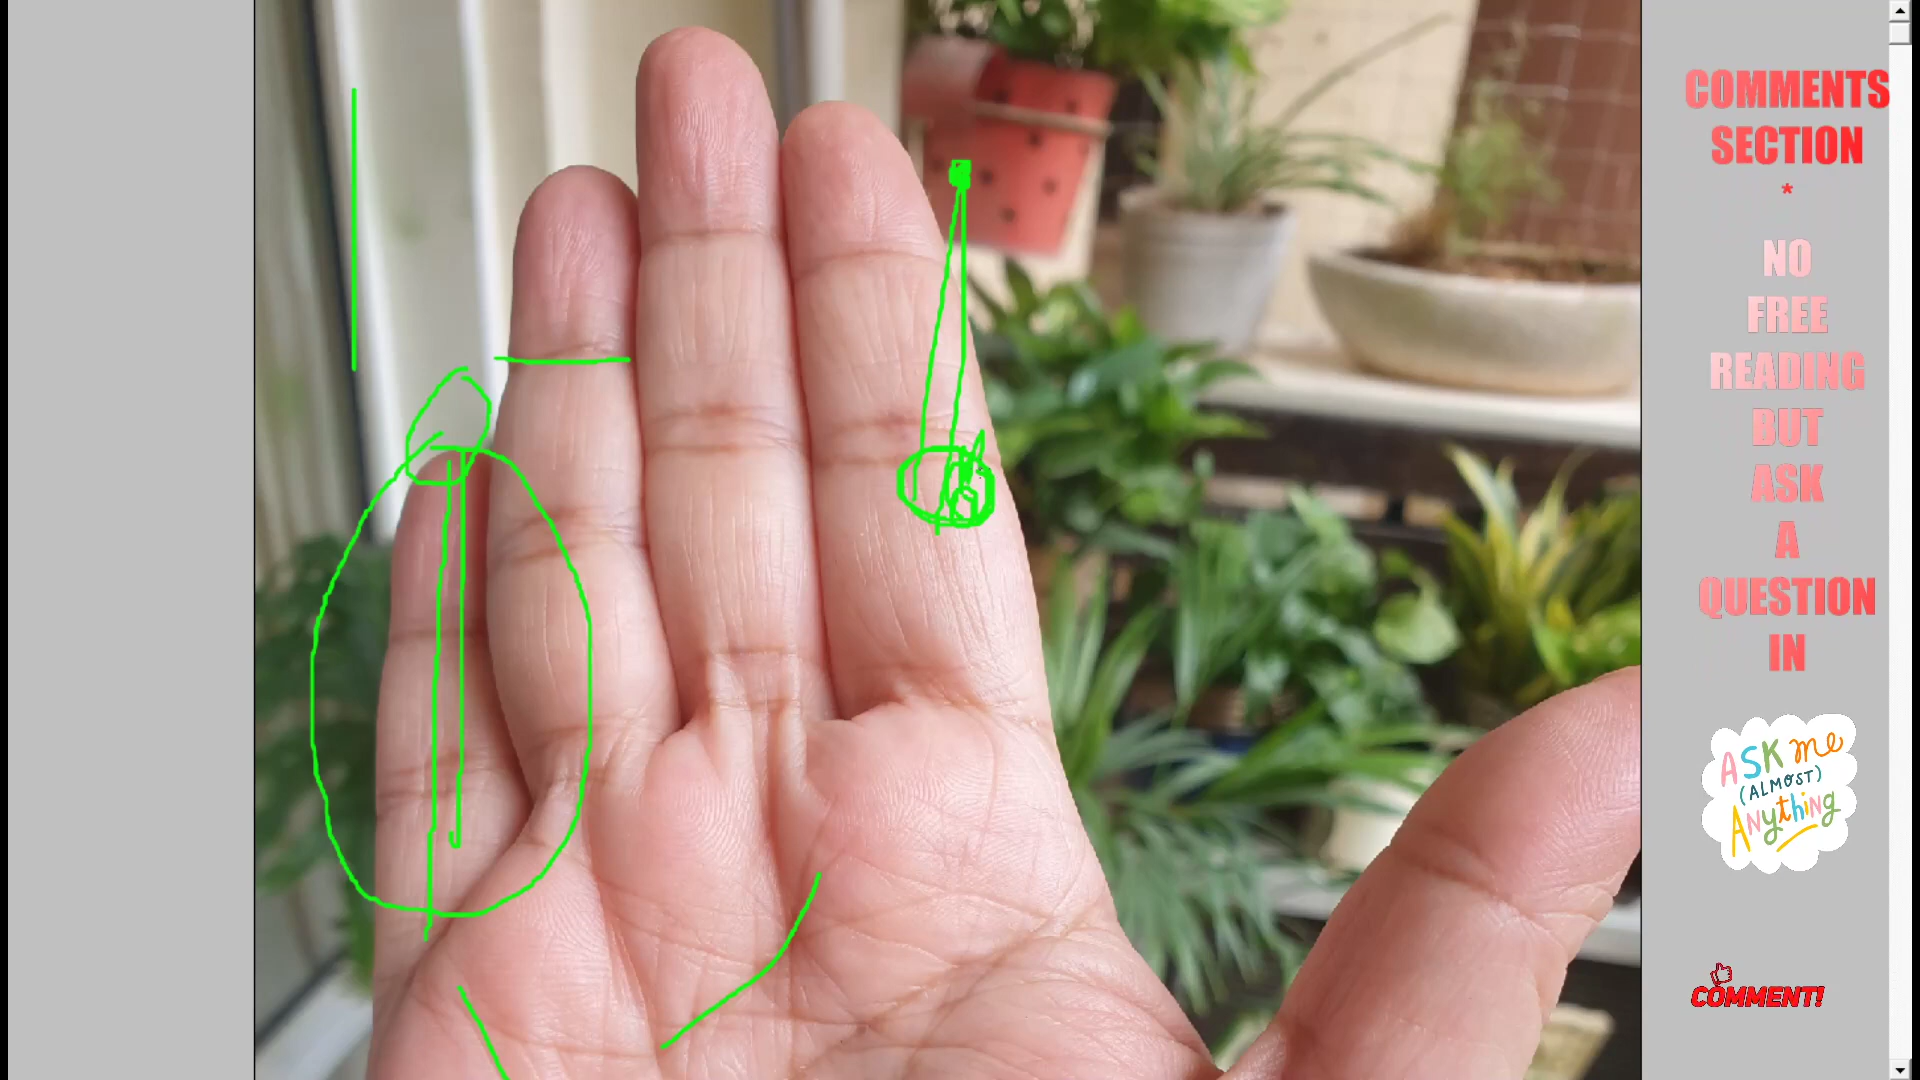 COMMENTS
SECTION
*
NO
FREE
READING
BUT
ASK
A
QUESTION
IN
ASK me
(ALMOST)
Anything
COMMENT!